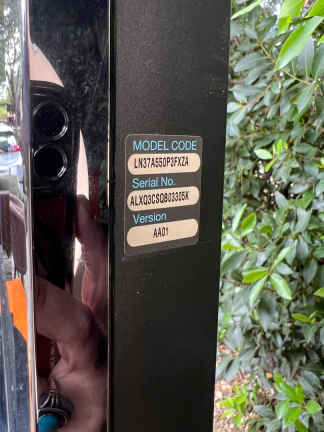 MODEL CODE
LN37A550P3FXZA
Serial No.
ALXQ3CSQB03305K
Version
AA01